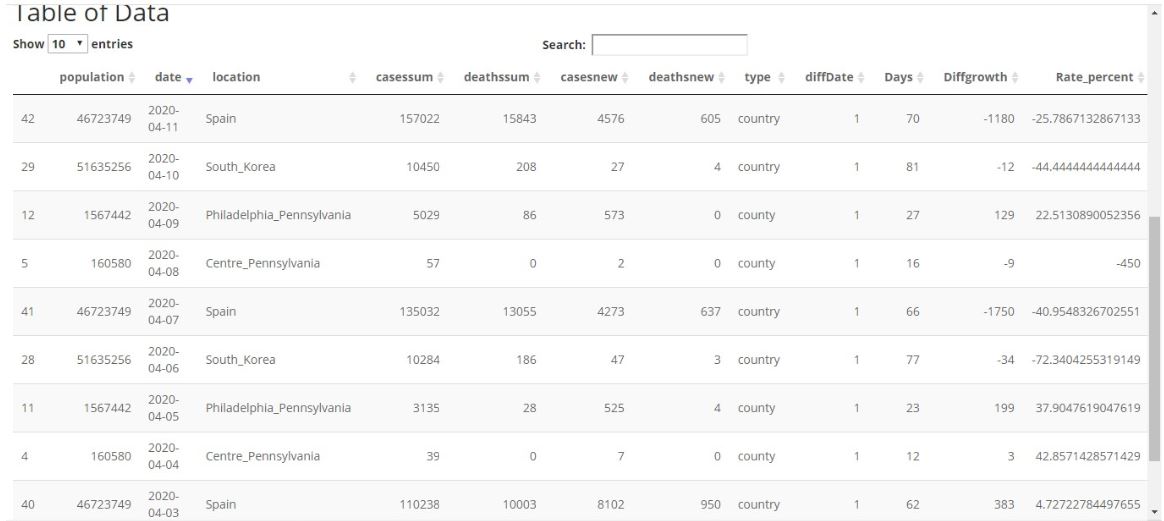 Table of Data
Show 10 entries Search:
population date location casessum deathssum casesnew deathsnew type diffDate Days Diffgrowth Rate_percent
42 46723749 2020-04-11 Spain 157022 15843 4576 605 country 1 70 -1180 -25.7867132867133
29 51635256 2020-04-10 South_Korea 10450 208 27 4 country 1 81 -12 -44.4444444444444
12 1567442 2020-04-09 Philadelphia_Pennsylvania 5029 86 573 0 county 1 27 129 22.5130890052356
5 160580 2020-04-08 Centre_Pennsylvania 57 0 2 0 county 1 16 -9 -450
41 46723749 2020-04-07 Spain 135032 13055 4273 637 country 1 66 -1750 -40.9548326702551
28 51635256 2020-04-06 South_Korea 10284 186 47 3 country 1 77 -34 -72.3404255319149
11 1567442 2020-04-05 Philadelphia_Pennsylvania 3135 28 525 4 county 1 23 199 37.9047619047619
4 160580 2020-04-04 Centre_Pennsylvania 39 0 7 0 county 1 12 3 42.8571428571429
40 46723749 2020-04-03 Spain 110238 10003 8102 950 country 1 62 383 4.72722784497655